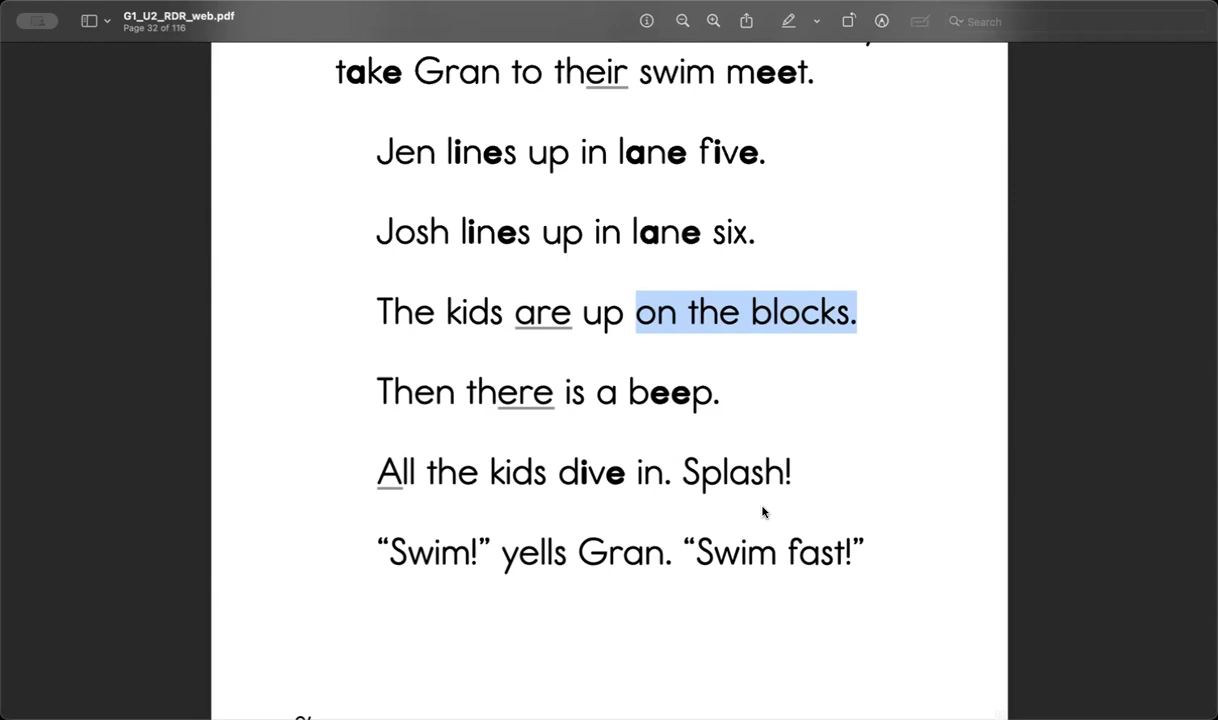 G1_U2_RDR_web.pdf
Page 32 of 116
Search
take Gran to their swim meet.
Jen lines up in lane five.
Josh lines up in lane six.
The kids are up on the blocks.
Then there is a beep.
All the kids dive in. Splash!
“Swim!” yells Gran. “Swim fast!”